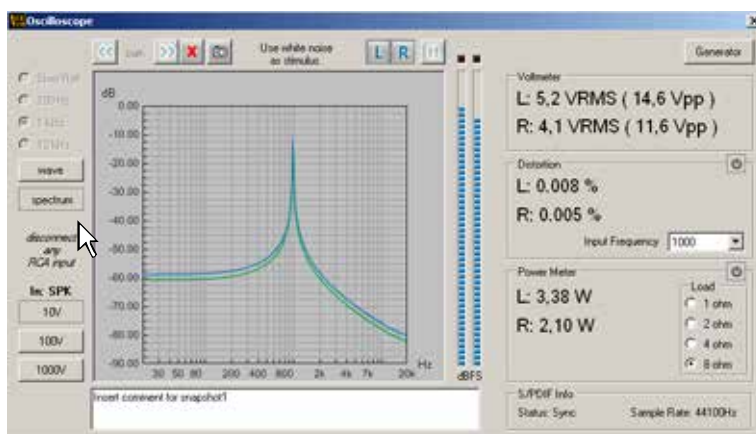 Oscilloscope
<<
>>
X
Use white noise
as stimulus
L
R
Generator
1 kHz
wave
spectrum
disconnect
any
RCA input
In: SPK
10V
100V
1000V
dB
0.00
-10.00
-20.00
-30.00
-40.00
-50.00
-60.00
-70.00
-80.00
-90.00
30 50 80 200 400 800 2k 4k 7k 20k
Hz
dBFS
Insert comment for snapshot1
Voltmeter
L: 5,2 VRMS ( 14,6 Vpp )
R: 4,1 VRMS ( 11,6 Vpp )
Distortion
L: 0.008 %
R: 0.005 %
Input Frequency 1000
Power Meter
L: 3,38 W
R: 2,10 W
Load
1 ohm
2 ohm
4 ohm
8 ohm
S/PDIF Info
Status: Sync Sample Rate: 44100Hz